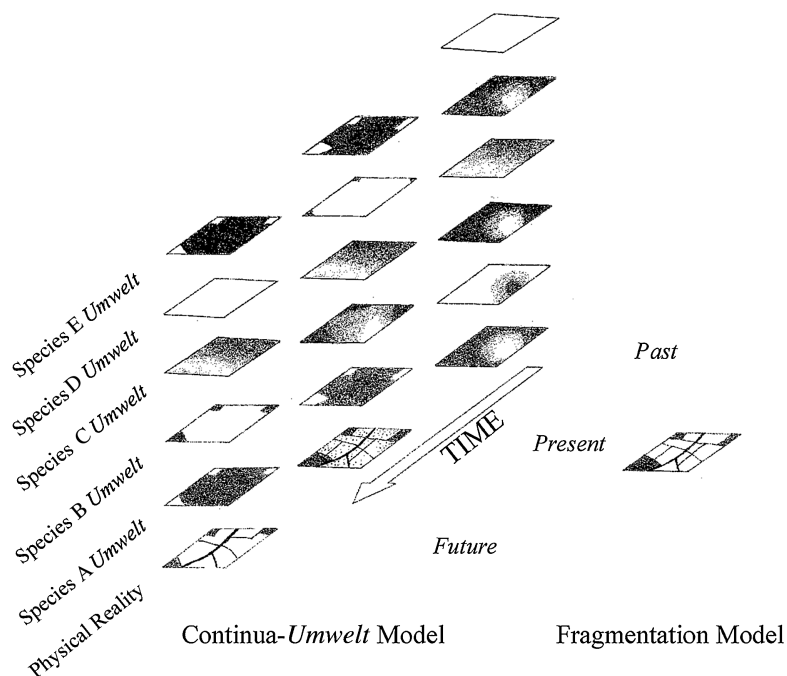 Species E Umwelt
Species D Umwelt
Species C Umwelt
Species B Umwelt
Species A Umwelt
Physical Reality
TIME
Past
Present
Future
Continua-Umwelt Model
Fragmentation Model